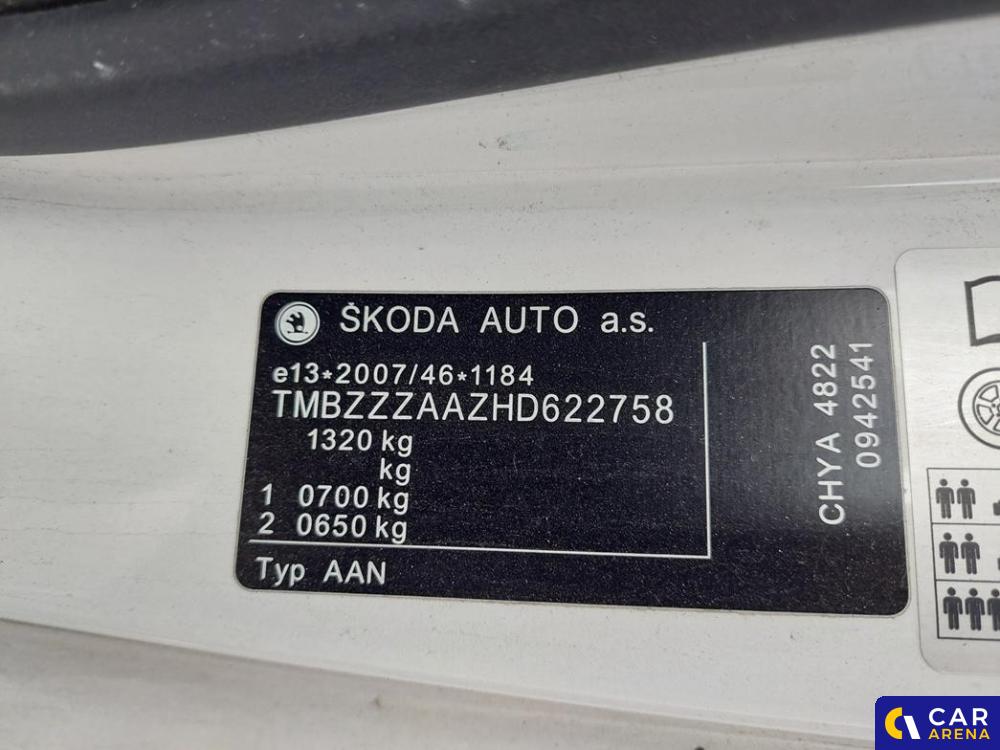 ŠKODA AUTO a.s.
e13*2007/46*1184
TMBZZZAAZHD622758
1320 kg
kg
1 0700 kg
2 0650 kg
Typ AAN
CHYA 4822
0942541
CAR
ARENA